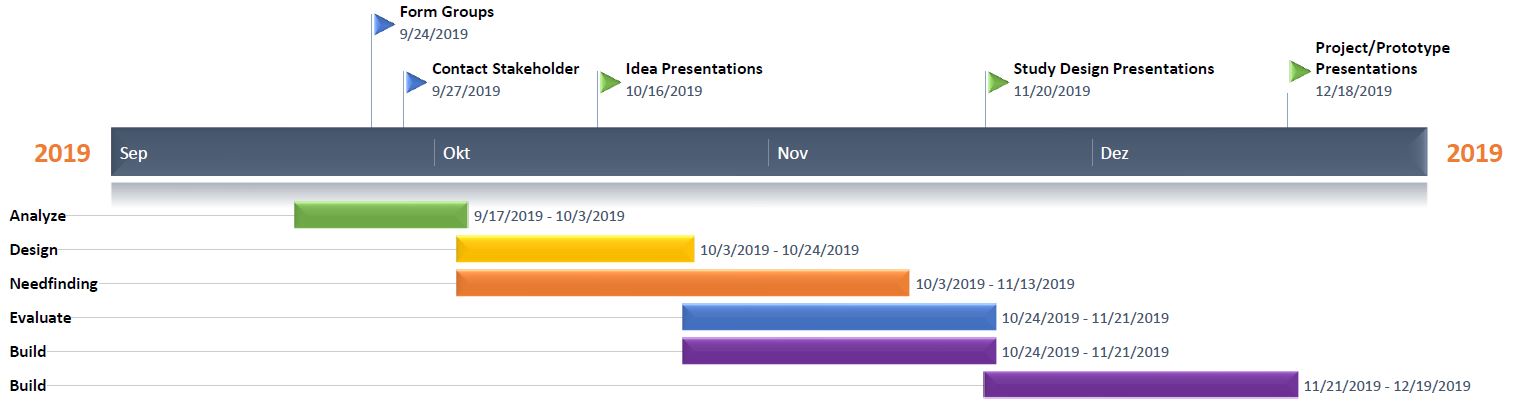 Form Groups
9/24/2019
Contact Stakeholder
9/27/2019
Idea Presentations
10/16/2019
Study Design Presentations
11/20/2019
Project/Prototype
Presentations
12/18/2019
2019 Sep Okt Nov Dez 2019
Analyze 9/17/2019 - 10/3/2019
Design 10/3/2019 - 10/24/2019
Needfinding 10/3/2019 - 11/13/2019
Evaluate 10/24/2019 - 11/21/2019
Build 10/24/2019 - 11/21/2019
Build 11/21/2019 - 12/19/2019